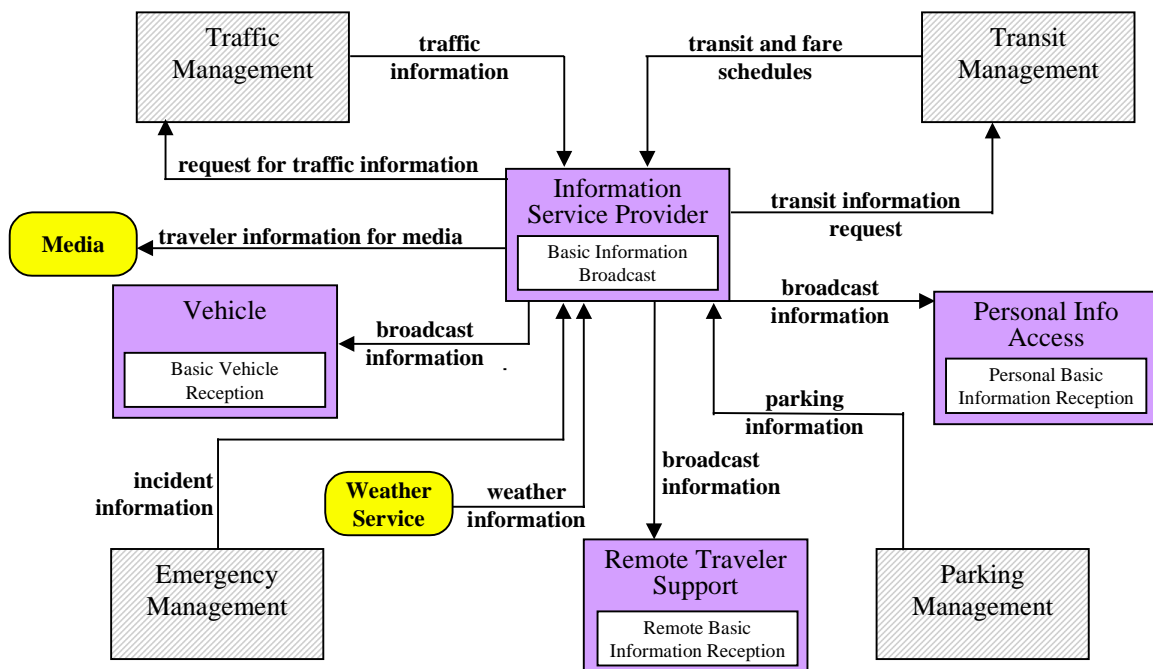 Traffic
Management
traffic
information
transit and fare
schedules
Transit
Management
request for traffic information
Information
Service Provider
Basic Information
Broadcast
transit information
request
Media
traveler information for media
Vehicle
Basic Vehicle
Reception
broadcast
information
broadcast
information
Personal Info
Access
Personal Basic
Information Reception
parking
information
incident
information
Weather
Service
weather
information
broadcast
information
Emergency
Management
Remote Traveler
Support
Remote Basic
Information Reception
Parking
Management